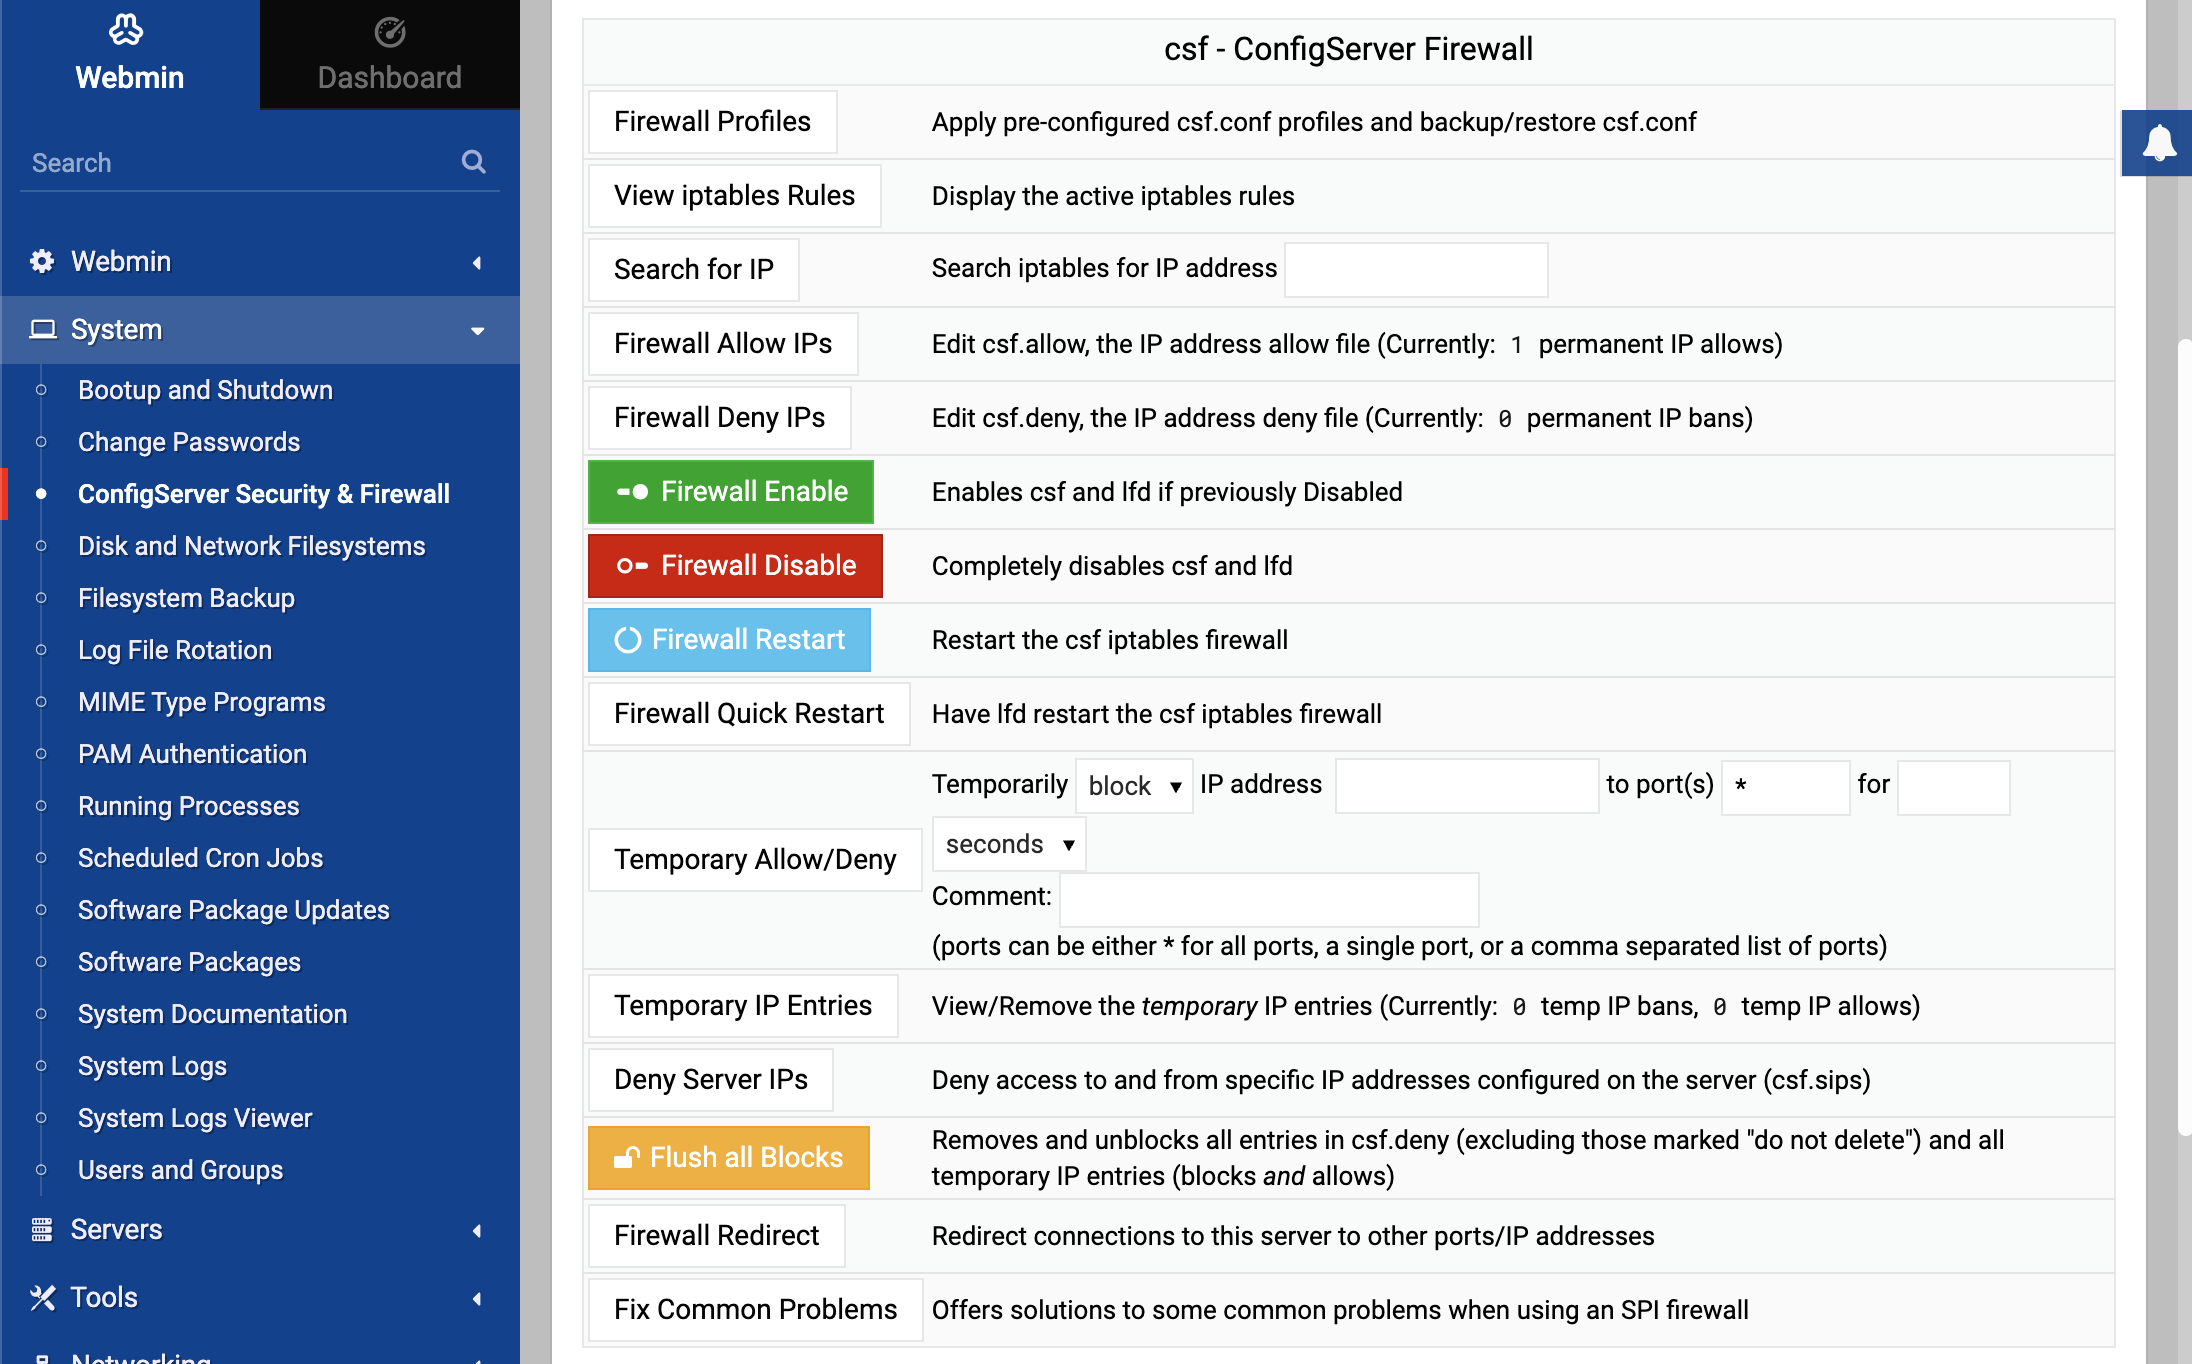 Webmin
Dashboard
Search
Webmin
System
Bootup and Shutdown
Change Passwords
ConfigServer Security & Firewall
Disk and Network Filesystems
Filesystem Backup
Log File Rotation
MIME Type Programs
PAM Authentication
Running Processes
Scheduled Cron Jobs
Software Package Updates
Software Packages
System Documentation
System Logs
System Logs Viewer
Users and Groups
Servers
Tools
Networking
csf - ConfigServer Firewall
Firewall Profiles Apply pre-configured csf.conf profiles and backup/restore csf.conf
View iptables Rules Display the active iptables rules
Search for IP Search iptables for IP address
Firewall Allow IPs Edit csf.allow, the IP address allow file (Currently: 1 permanent IP allows)
Firewall Deny IPs Edit csf.deny, the IP address deny file (Currently: 0 permanent IP bans)
Firewall Enable Enables csf and lfd if previously Disabled
Firewall Disable Completely disables csf and lfd
Firewall Restart Restart the csf iptables firewall
Firewall Quick Restart Have lfd restart the csf iptables firewall
Temporarily block IP address to port(s) * for
seconds
Temporary Allow/Deny
Comment:
(ports can be either * for all ports, a single port, or a comma separated list of ports)
Temporary IP Entries View/Remove the temporary IP entries (Currently: 0 temp IP bans, 0 temp IP allows)
Deny Server IPs Deny access to and from specific IP addresses configured on the server (csf.sips)
Flush all Blocks Removes and unblocks all entries in csf.deny (excluding those marked "do not delete") and all
temporary IP entries (blocks and allows)
Firewall Redirect Redirect connections to this server to other ports/IP addresses
Fix Common Problems Offers solutions to some common problems when using an SPI firewall